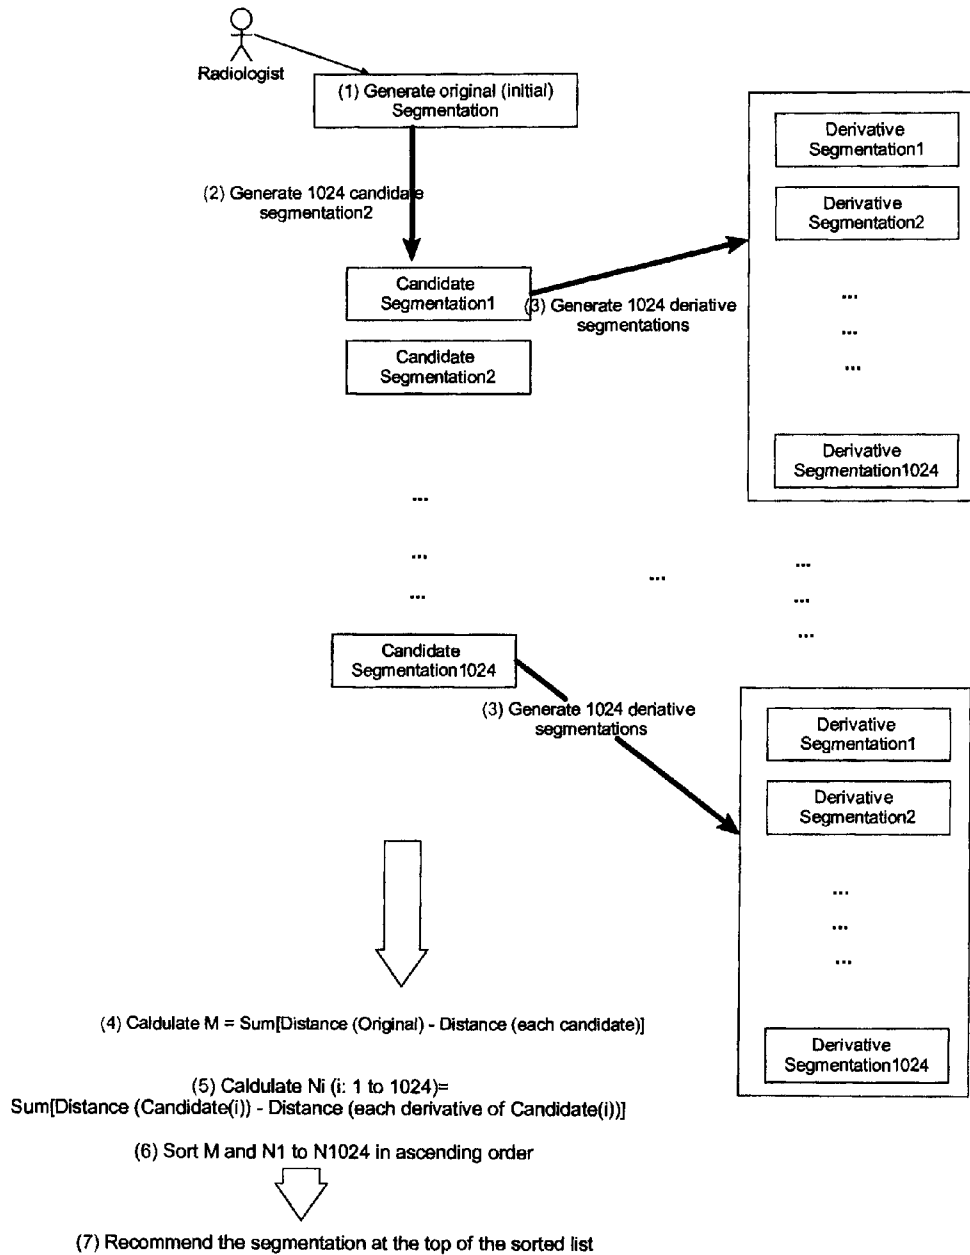 Radiologist
(1) Generate original (initial)
Segmentation
(2) Generate 1024 candidate
segmentation2
Candidate
Segmentation1
(3) Generate 1024 deriative
segmentations
Candidate
Segmentation2
Derivative
Segmentation1
Derivative
Segmentation2
...
...
...
Derivative
Segmentation1024
...
...
...
...
...
...
...
Candidate
Segmentation1024
(3) Generate 1024 deriative
segmentations
Derivative
Segmentation1
Derivative
Segmentation2
...
...
...
Derivative
Segmentation1024
(4) Caldulate M = Sum[Distance (Original) - Distance (each candidate)]
(5) Caldulate Ni (i: 1 to 1024)=
Sum[Distance (Candidate(i)) - Distance (each derivative of Candidate(i))]
(6) Sort M and N1 to N1024 in ascending order
(7) Recommend the segmentation at the top of the sorted list